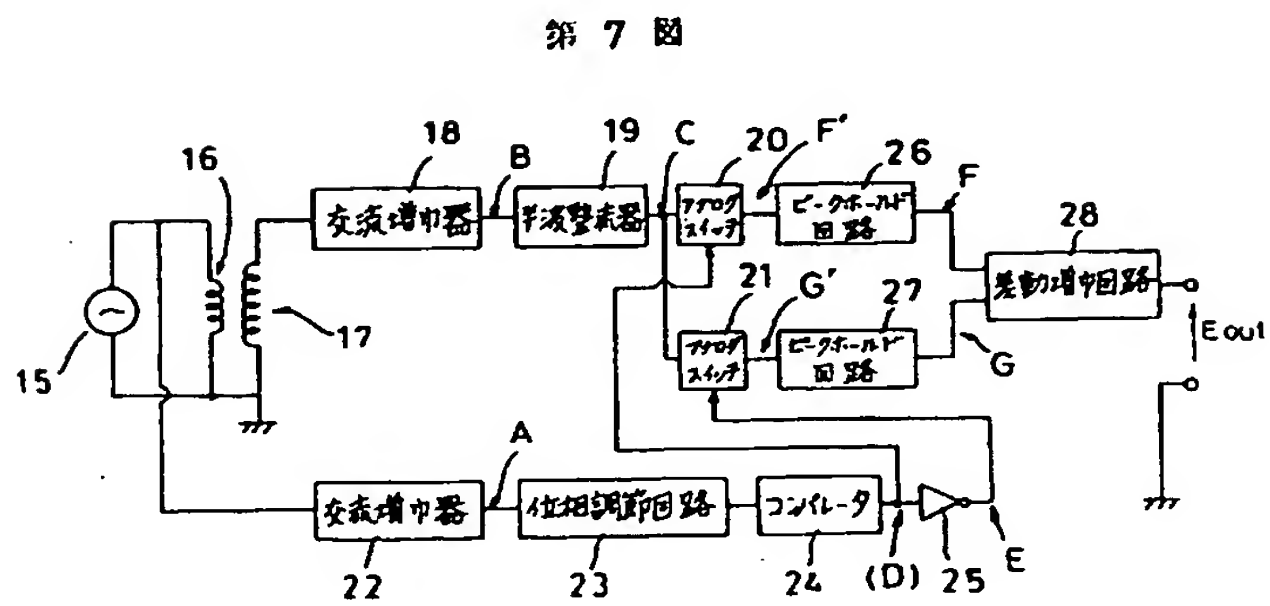 第 7 図
16
18
B
19
C
20
F'
26
F
28
交流増巾器
半波整流器
アナログ
スイッチ
ピークホールド
回路
差動増巾回路
15
17
21
G'
27
アナログ
スイッチ
ピークホールド
回路
G
Eout
A
交流増巾器
位相調節回路
コンパレータ
22
23
24
(D)
25
E